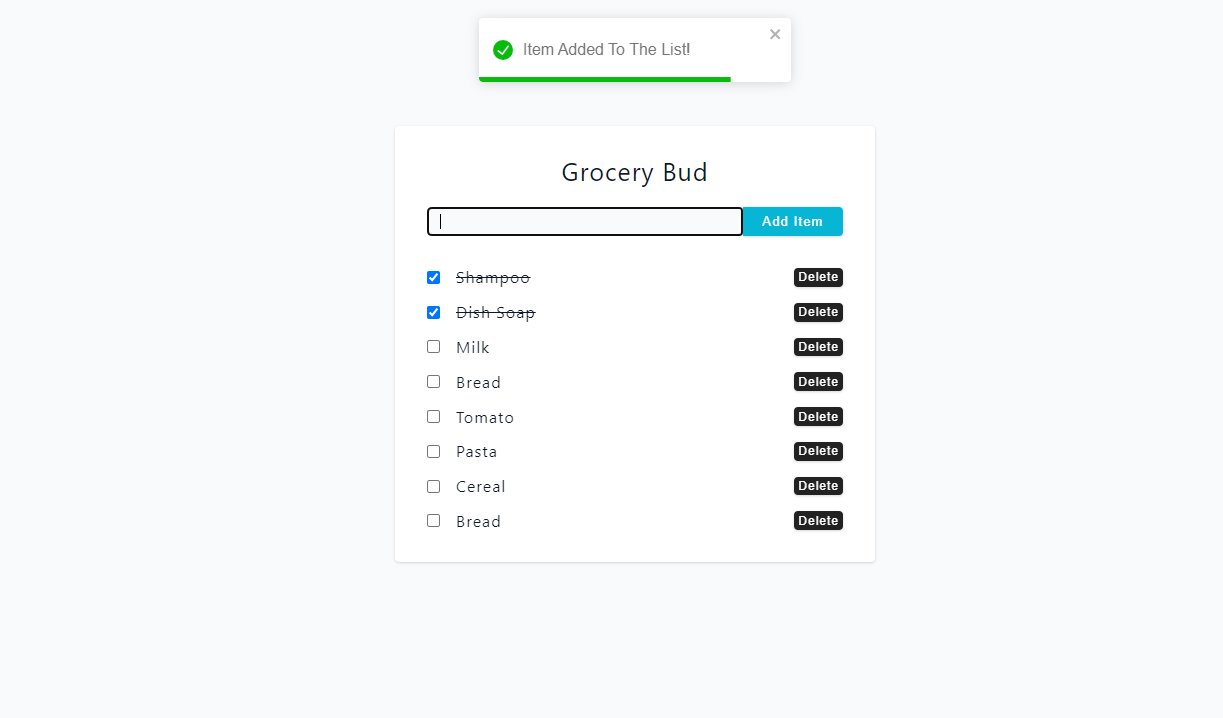 Item Added To The List!
Grocery Bud
Add Item
Shampoo Delete
Dish Soap Delete
Milk Delete
Bread Delete
Tomato Delete
Pasta Delete
Cereal Delete
Bread Delete